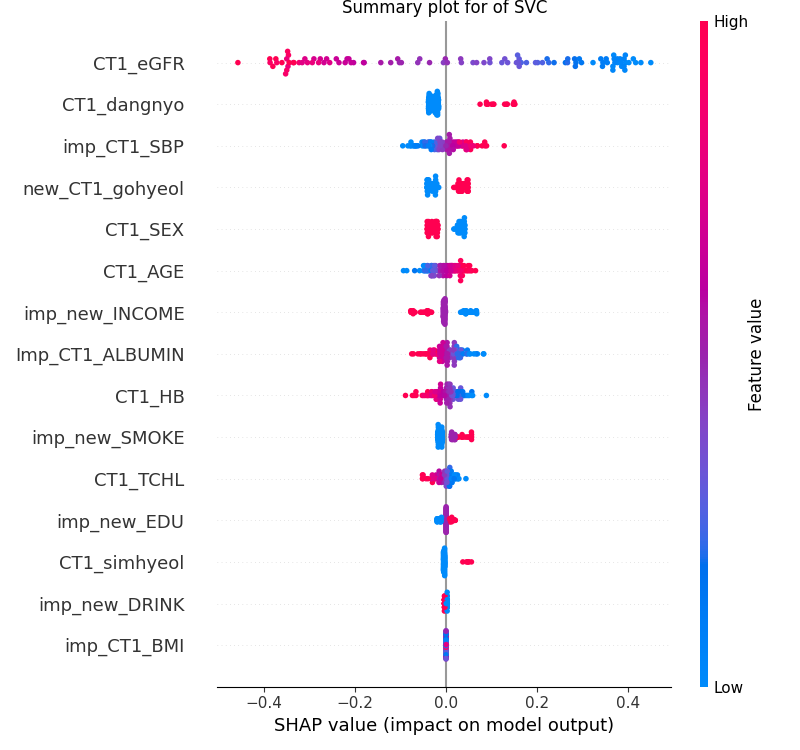 Summary plot for of SVC
High
CT1_eGFR
CT1_dangnyo
imp_CT1_SBP
new_CT1_gohyeol
CT1_SEX
CT1_AGE
imp_new_INCOME
Imp_CT1_ALBUMIN
CT1_HB
imp_new_SMOKE
CT1_TCHL
imp_new_EDU
CT1_simhyeol
imp_new_DRINK
imp_CT1_BMI
Feature value
Low
−0.4 −0.2 0.0 0.2 0.4
SHAP value (impact on model output)